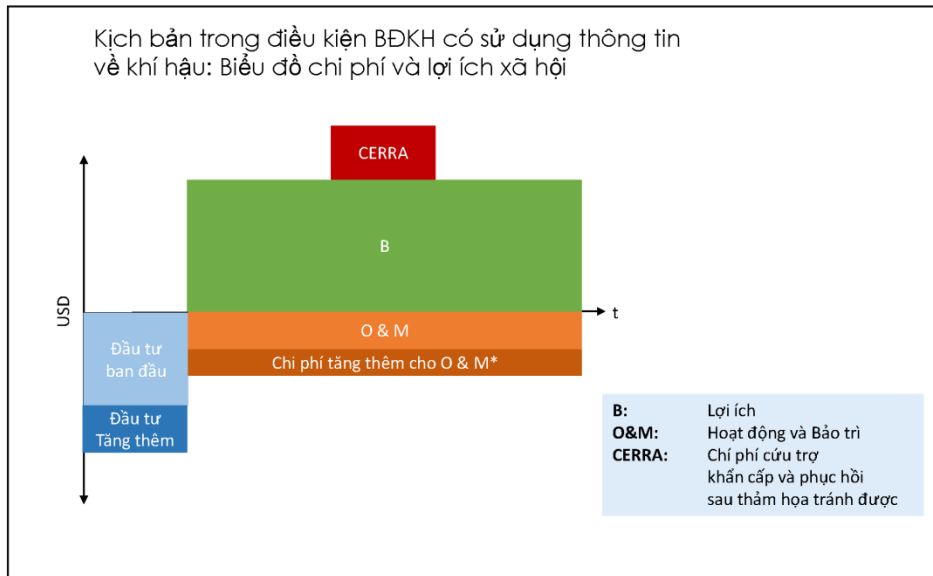 Kịch bản trong điều kiện BĐKH có sử dụng thông tin
về khí hậu: Biểu đồ chi phí và lợi ích xã hội
CERRA
B
USD
t
O & M
Đầu tư
ban đầu
Chi phí tăng thêm cho O & M*
Đầu tư
Tăng thêm
B: Lợi ích
O&M: Hoạt động và Bảo trì
CERRA: Chí phí cứu trợ
khẩn cấp và phục hồi
sau thảm họa tránh được